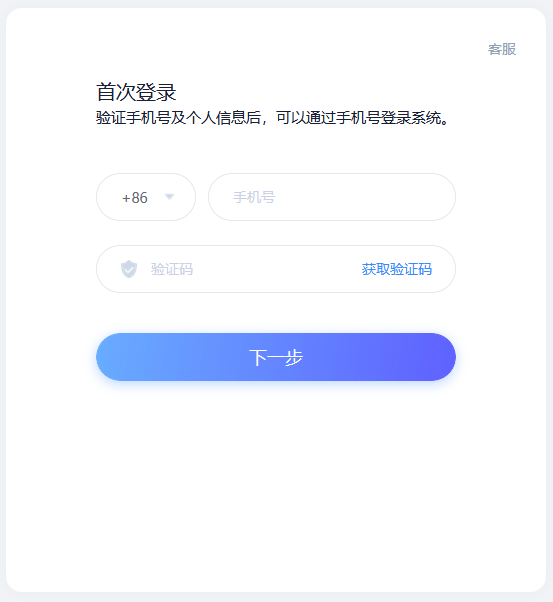 客服
首次登录
验证手机号及个人信息后，可以通过手机号登录系统。
+86 手机号
验证码 获取验证码
下一步